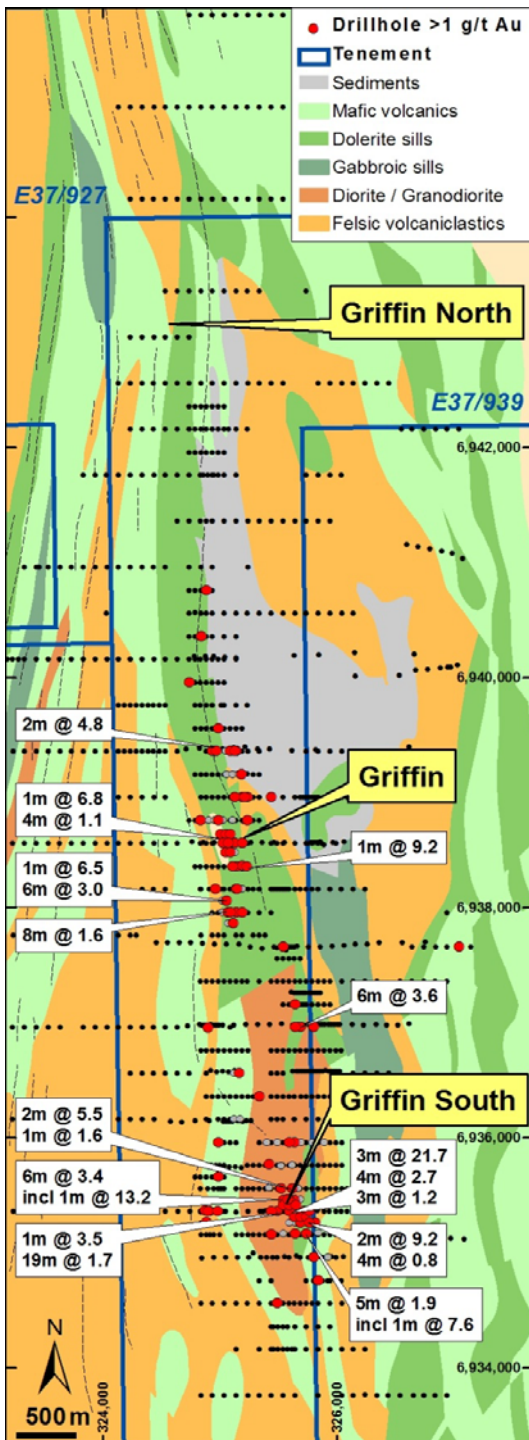 Drillhole >1 g/t Au
Tenement
Sediments
Mafic volcanics
Dolerite sills
Gabbroic sills
Diorite / Granodiorite
Felsic volcaniclastics
E37/927
Griffin North
E37/939
6,942,000
6,940,000
2m @ 4.8
Griffin
1m @ 6.8
4m @ 1.1
1m @ 9.2
1m @ 6.5
6m @ 3.0
6,938,000
8m @ 1.6
6m @ 3.6
Griffin South
2m @ 5.5
1m @ 1.6
6,936,000
3m @ 21.7
4m @ 2.7
3m @ 1.2
6m @ 3.4
incl 1m @ 13.2
1m @ 3.5
19m @ 1.7
2m @ 9.2
4m @ 0.8
5m @ 1.9
incl 1m @ 7.6
6,934,000
N
500 m
324,000
326,000